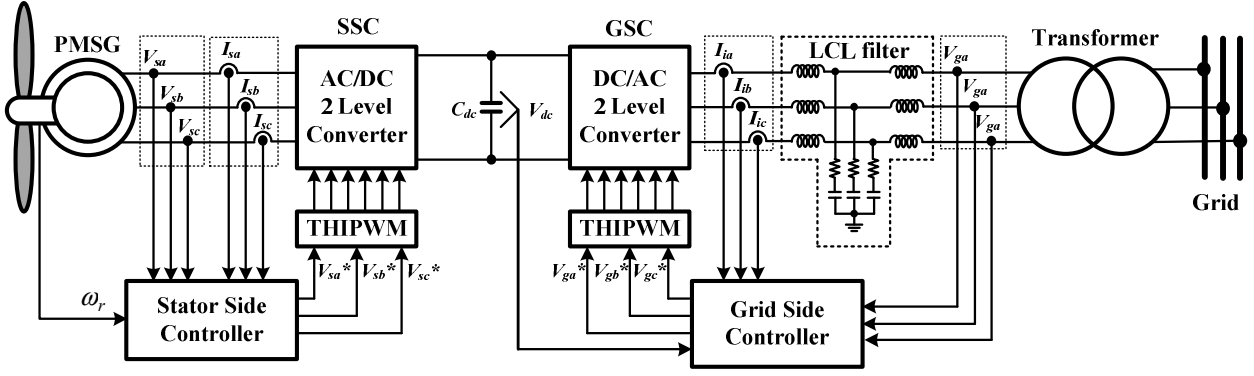 PMSG
SSC
GSC
LCL filter
Transformer
Vsa
Vsb
Vsc
Isa
Isb
Isc
AC/DC
2 Level
Converter
Cdc
Vdc
DC/AC
2 Level
Converter
Iia
Iib
Iic
Vga
Vga
Vga
Grid
THIPWM
THIPWM
Vsa*
Vsb*
Vsc*
Vga*
Vgb*
Vgc*
ωr
Stator Side
Controller
Grid Side
Controller